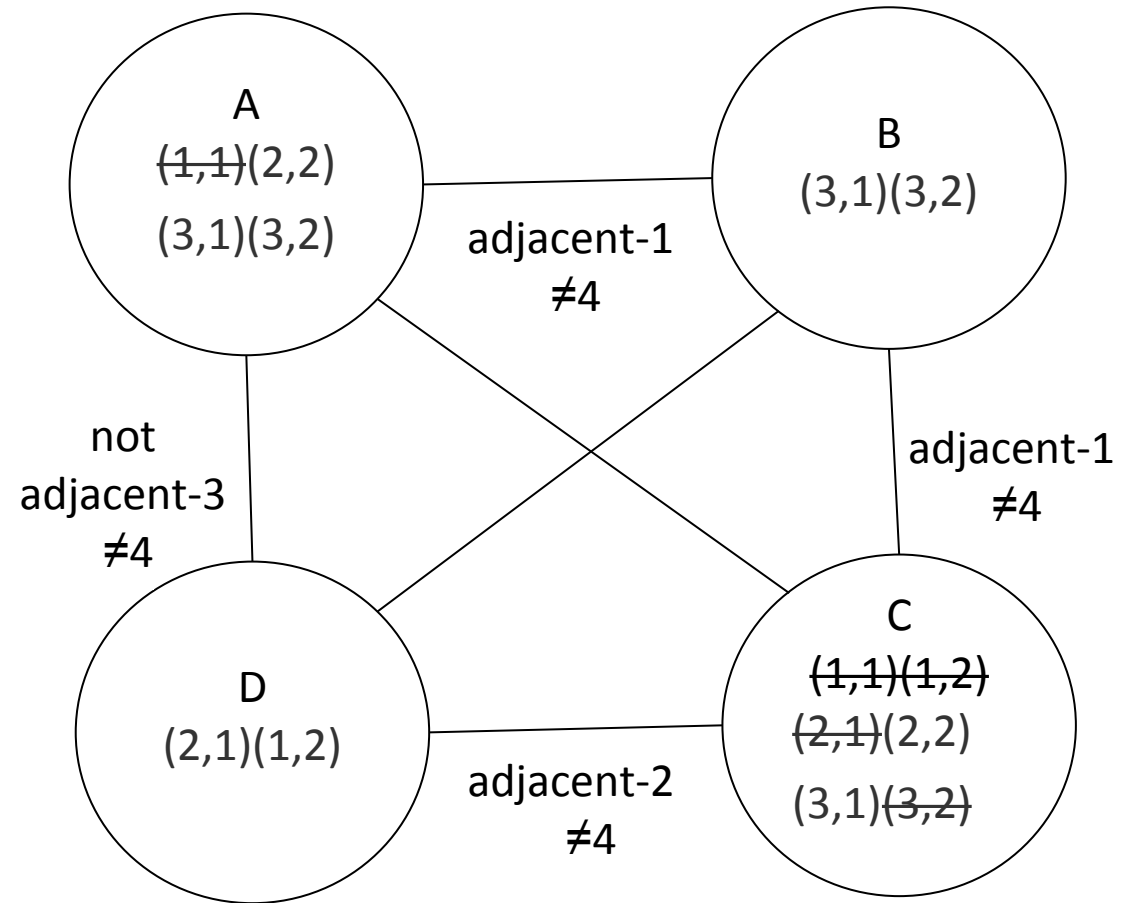 A
(1,1)(2,2)
(3,1)(3,2)
B
(3,1)(3,2)
adjacent-1
≠4
not
adjacent-3
≠4
adjacent-1
≠4
D
(2,1)(1,2)
adjacent-2
≠4
C
(1,1)(1,2)
(2,1)(2,2)
(3,1)(3,2)